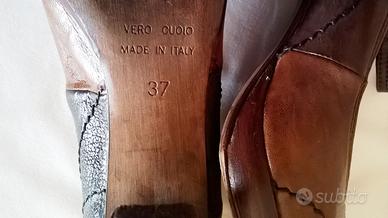 VERO CUOIO
MADE IN ITALY
37
subito